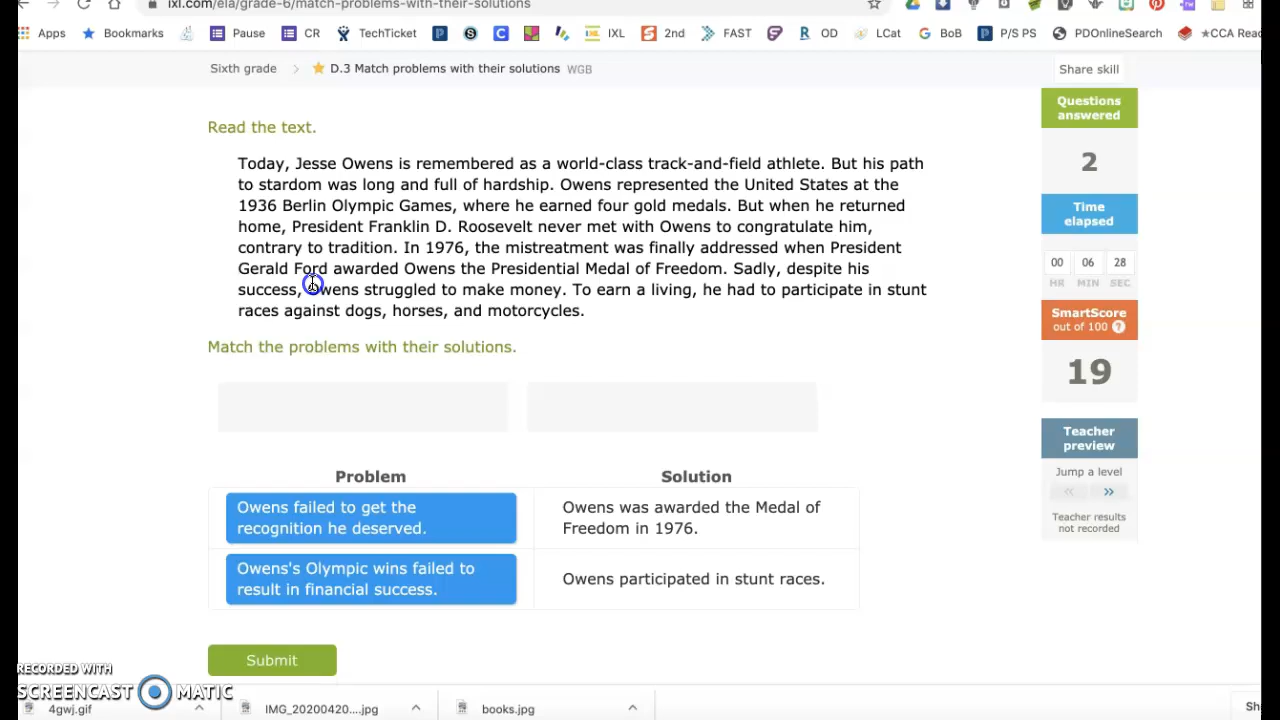 ixl.com/ela/grade-6/match-problems-with-their-solutions
Apps Bookmarks Pause CR TechTicket IXL 2nd FAST OD LCat BoB P/S PS PDOnlineSearch ★CCA Rea
Sixth grade > D.3 Match problems with their solutions WGB
Share skill
Questions
answered
2
Time
elapsed
00 06 28
HR MIN SEC
SmartScore
out of 100 ?
19
Teacher
preview
Jump a level
Teacher results
not recorded
Read the text.
Today, Jesse Owens is remembered as a world-class track-and-field athlete. But his path
to stardom was long and full of hardship. Owens represented the United States at the
1936 Berlin Olympic Games, where he earned four gold medals. But when he returned
home, President Franklin D. Roosevelt never met with Owens to congratulate him,
contrary to tradition. In 1976, the mistreatment was finally addressed when President
Gerald Ford awarded Owens the Presidential Medal of Freedom. Sadly, despite his
success, Owens struggled to make money. To earn a living, he had to participate in stunt
races against dogs, horses, and motorcycles.
Match the problems with their solutions.
Problem Solution
Owens failed to get the
recognition he deserved.
Owens was awarded the Medal of
Freedom in 1976.
Owens's Olympic wins failed to
result in financial success.
Owens participated in stunt races.
Submit
RECORDED WITH
SCREENCAST MATIC
4gwj.gif IMG_20200420....jpg books.jpg